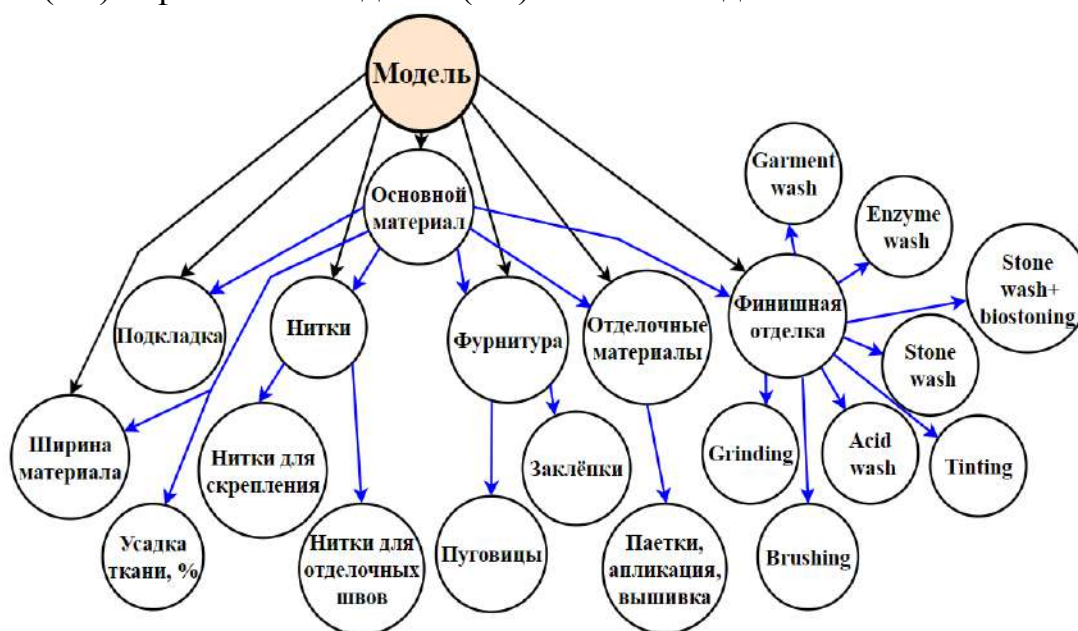 Модель
Garment
wash
Основной
материал
Enzyme
wash
Stone
wash+
biostoning
Подкладка
Нитки
Фурнитура
Отделочные
материалы
Финишная
отделка
Stone
wash
Ширина
материала
Нитки для
скрепления
Заклёпки
Grinding
Acid
wash
Tinting
Усадка
ткани, %
Нитки для
отделочных
швов
Пуговицы
Паетки,
апликация,
вышивка
Brushing